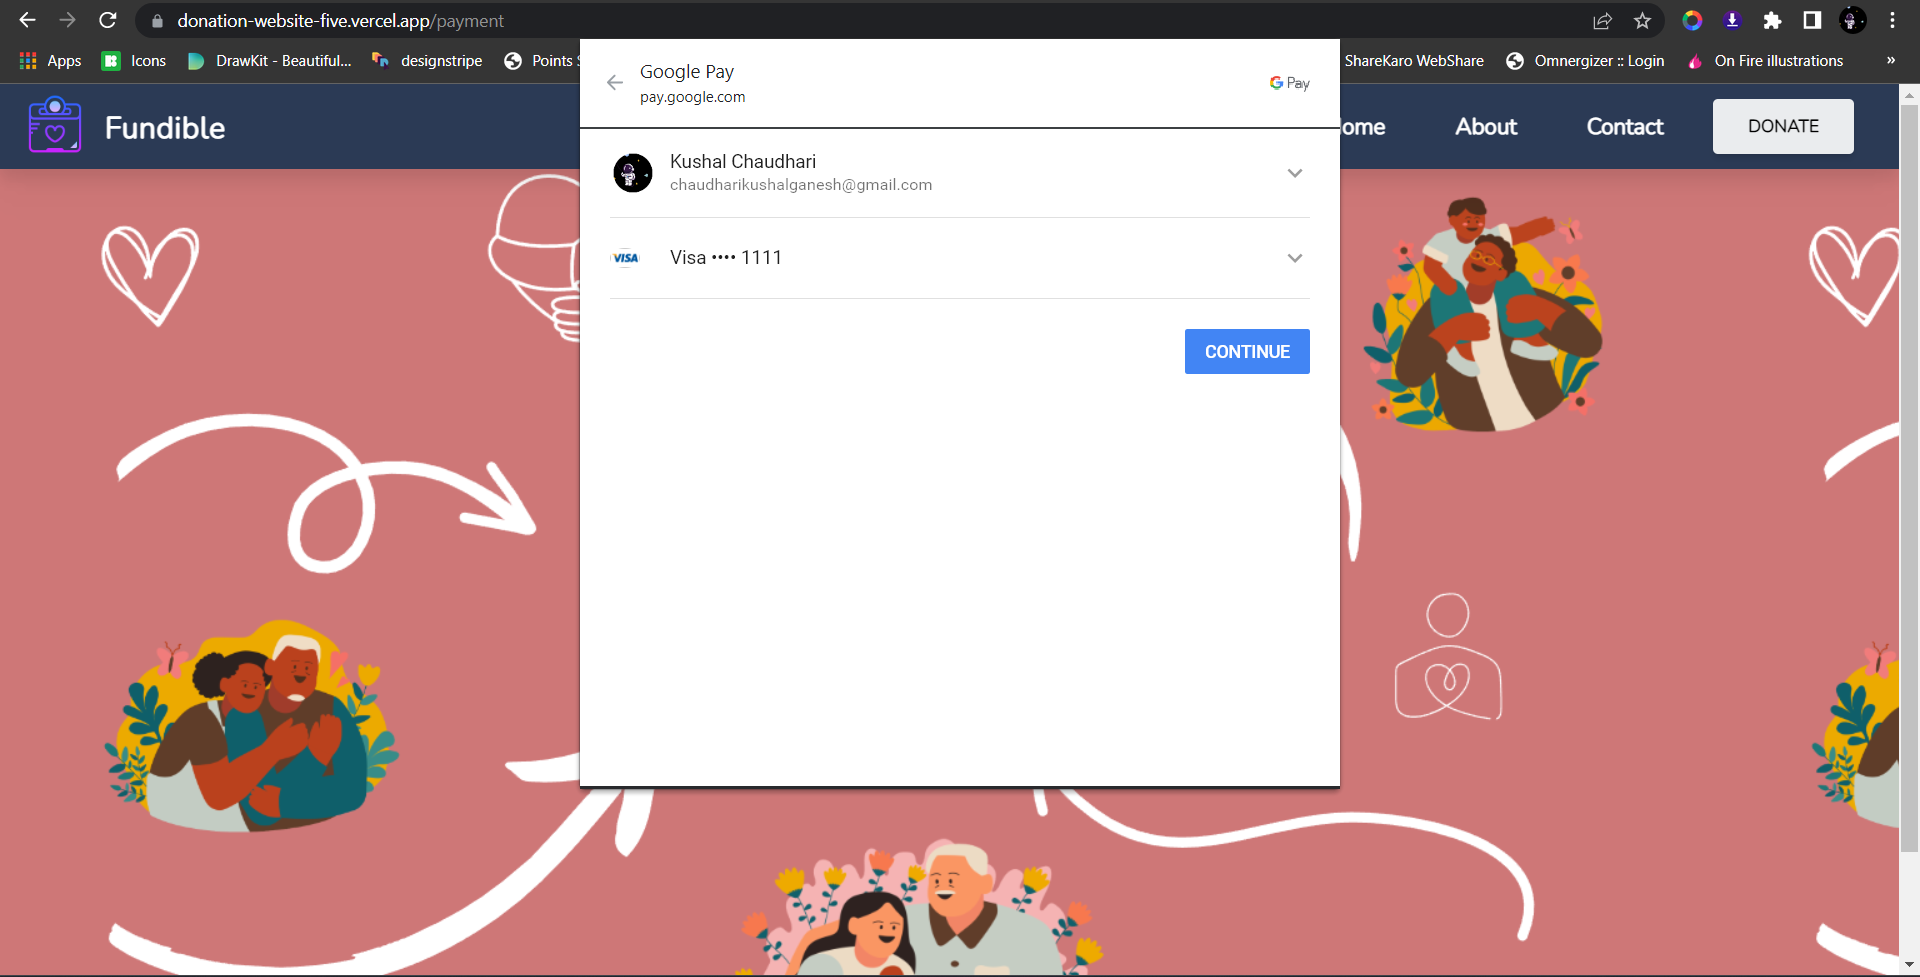 donation-website-five.vercel.app/payment
Apps Icons DrawKit - Beautiful... designstripe Points ShareKaro WebShare Omnergizer :: Login On Fire illustrations »
Google Pay
pay.google.com
G Pay
Fundible
ome About Contact DONATE
Kushal Chaudhari
chaudharikushalganesh@gmail.com
VISA Visa •••• 1111
CONTINUE